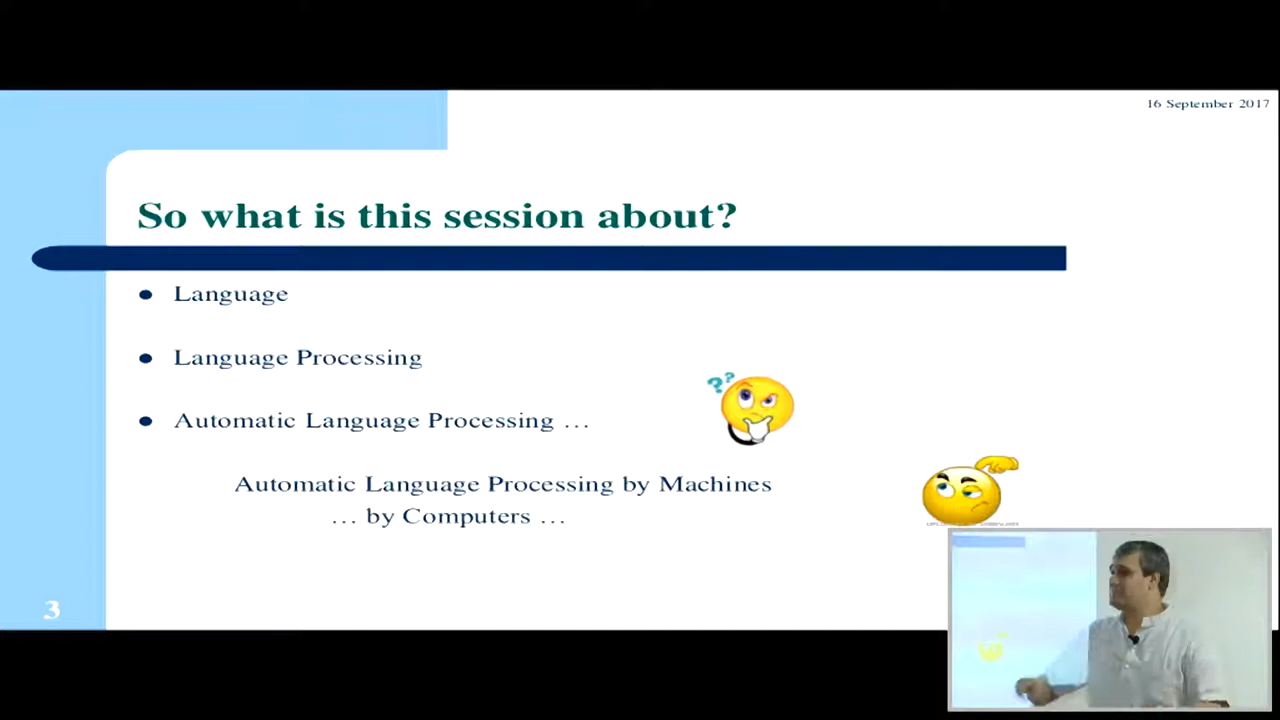 16 September 2017
So what is this session about?
Language
Language Processing
Automatic Language Processing …
??
Automatic Language Processing by Machines
… by Computers …
3